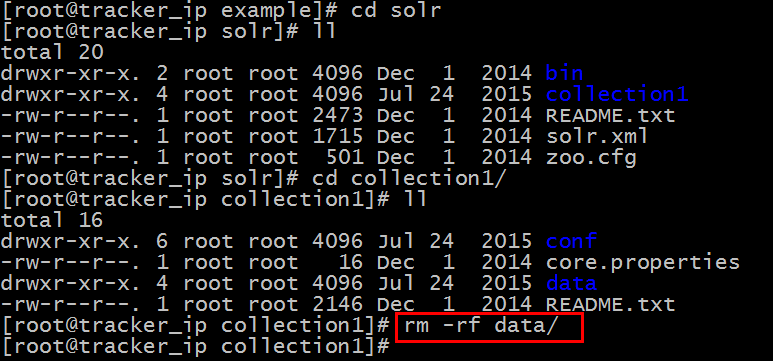 [root@tracker_ip example]# cd solr
[root@tracker_ip solr]# ll
total 20
drwxr-xr-x. 2 root root 4096 Dec  1  2014 bin
drwxr-xr-x. 4 root root 4096 Jul 24  2015 collection1
-rw-r--r--. 1 root root 2473 Dec  1  2014 README.txt
-rw-r--r--. 1 root root 1715 Dec  1  2014 solr.xml
-rw-r--r--. 1 root root  501 Dec  1  2014 zoo.cfg
[root@tracker_ip solr]# cd collection1/
[root@tracker_ip collection1]# ll
total 16
drwxr-xr-x. 6 root root 4096 Jul 24  2015 conf
-rw-r--r--. 1 root root   16 Dec  1  2014 core.properties
drwxr-xr-x. 4 root root 4096 Jul 24  2015 data
-rw-r--r--. 1 root root 2146 Dec  1  2014 README.txt
[root@tracker_ip collection1]# rm -rf data/
[root@tracker_ip collection1]#